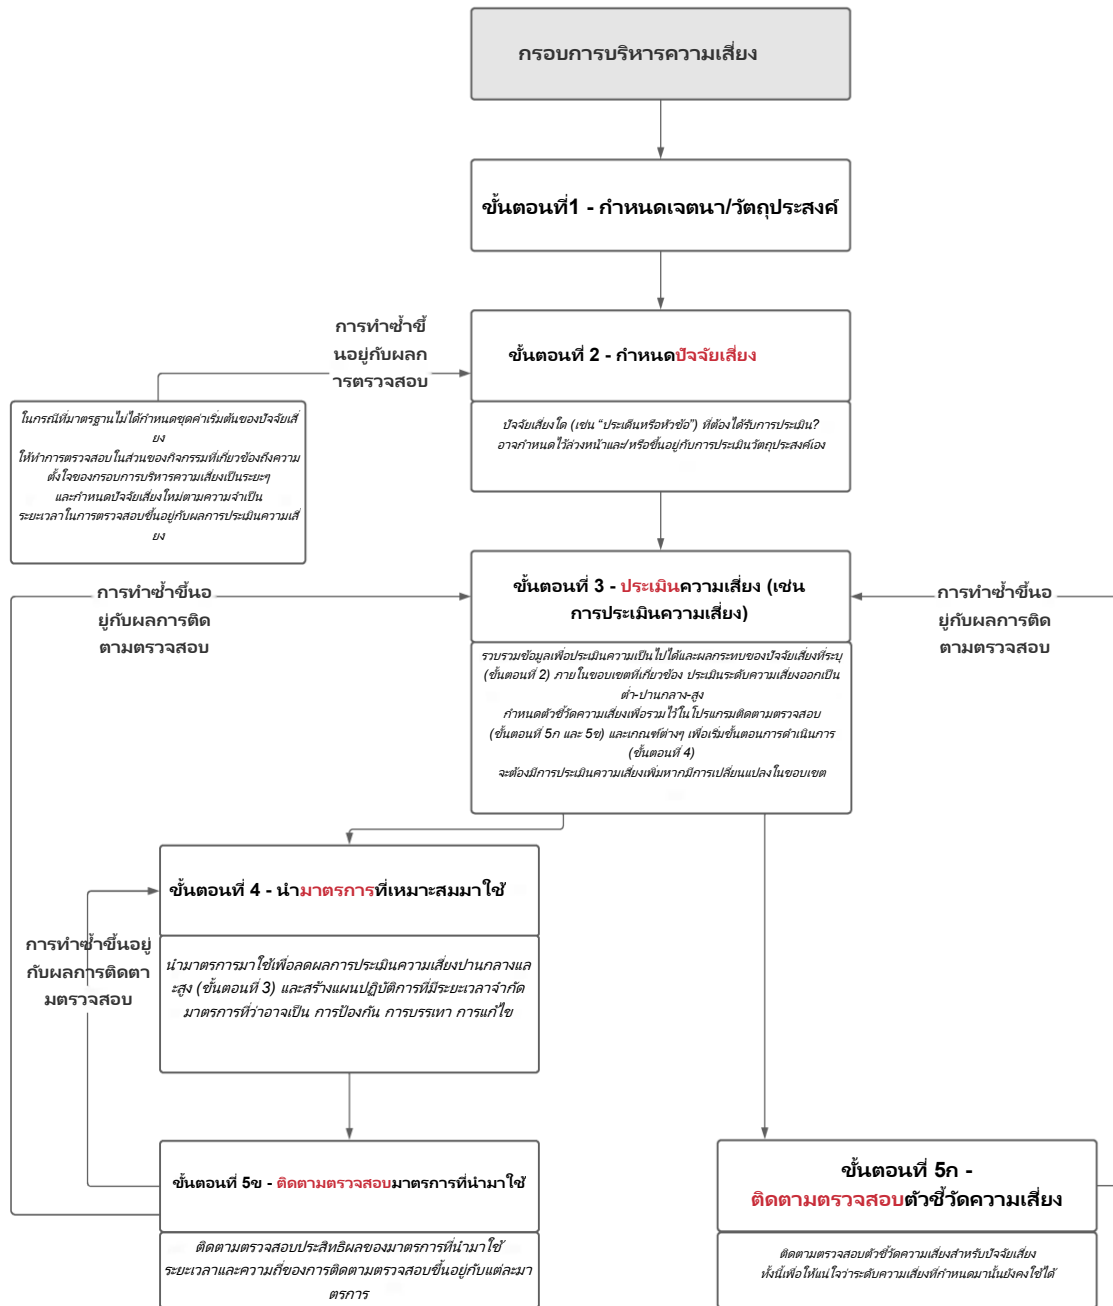 กรอบการบริหารความเสี่ยง
ขั้นตอนที่1 - กำหนดเจตนา/วัตถุประสงค์
การทำซ้ำขึ้
นอยู่กับผลก
ารตรวจสอบ
ขั้นตอนที่ 2 - กำหนดปัจจัยเสี่ยง
ปัจจัยเสี่ยงใด (เช่น “ประเด็นหรือหัวข้อ”) ที่ต้องได้รับการประเมิน?
อาจกำหนดไว้ล่วงหน้าและ/หรือขึ้นอยู่กับการประเมินวัตถุประสงค์เอง
ในกรณีที่มาตรฐานไม่ได้กำหนดชุดค่าเริ่มต้นของปัจจัยเสี่
ยง
ให้ทำการตรวจสอบในส่วนของกิจกรรมที่เกี่ยวข้องถึงความ
ตั้งใจของกรอบการบริหารความเสี่ยงเป็นระยะๆ
และกำหนดปัจจัยเสี่ยงใหม่ตามความจำเป็น
ระยะเวลาในการตรวจสอบขึ้นอยู่กับผลการประเมินความเสี่
ยง
การทำซ้ำขึ้นอ
ยู่กับผลการติด
ตามตรวจสอบ
ขั้นตอนที่ 3 - ประเมินความเสี่ยง (เช่น
การประเมินความเสี่ยง)
การทำซ้ำขึ้นอ
ยู่กับผลการติด
ตามตรวจสอบ
รวบรวมข้อมูลเพื่อประเมินความเป็นไปได้และผลกระทบของปัจจัยเสี่ยงที่ระบุ
(ขั้นตอนที่ 2) ภายในขอบเขตที่เกี่ยวข้อง ประเมินระดับความเสี่ยงออกเป็น
ต่ำ-ปานกลาง-สูง
กำหนดตัวชี้วัดความเสี่ยงเพื่อรวมไว้ในโปรแกรมติดตามตรวจสอบ
(ขั้นตอนที่ 5ก และ 5ข) และเกณฑ์ต่างๆ เพื่อเริ่มขั้นตอนการดำเนินการ
(ขั้นตอนที่ 4)
จะต้องมีการประเมินความเสี่ยงเพิ่มหากมีการเปลี่ยนแปลงในขอบเขต
ขั้นตอนที่ 4 - นำมาตรการที่เหมาะสมมาใช้
การทำซ้ำขึ้นอยู่
กับผลการติดตา
มตรวจสอบ
นำมาตรการมาใช้เพื่อลดผลการประเมินความเสี่ยงปานกลางแล
ะสูง (ขั้นตอนที่ 3) และสร้างแผนปฏิบัติการที่มีระยะเวลาจำกัด
มาตรการที่ว่าอาจเป็น การป้องกัน การบรรเทา การแก้ไข
ขั้นตอนที่ 5ข - ติดตามตรวจสอบมาตรการที่นำมาใช้
ติดตามตรวจสอบประสิทธิผลของมาตรการที่นำมาใช้
ระยะเวลาและความถี่ของการติดตามตรวจสอบขึ้นอยู่กับแต่ละมา
ตรการ
ขั้นตอนที่ 5ก -
ติดตามตรวจสอบตัวชี้วัดความเสี่ยง
ติดตามตรวจสอบตัวชี้วัดความเสี่ยงสำหรับปัจจัยเสี่ยง
ทั้งนี้เพื่อให้แน่ใจว่าระดับความเสี่ยงที่กำหนดมานั้นยังคงใช้ได้